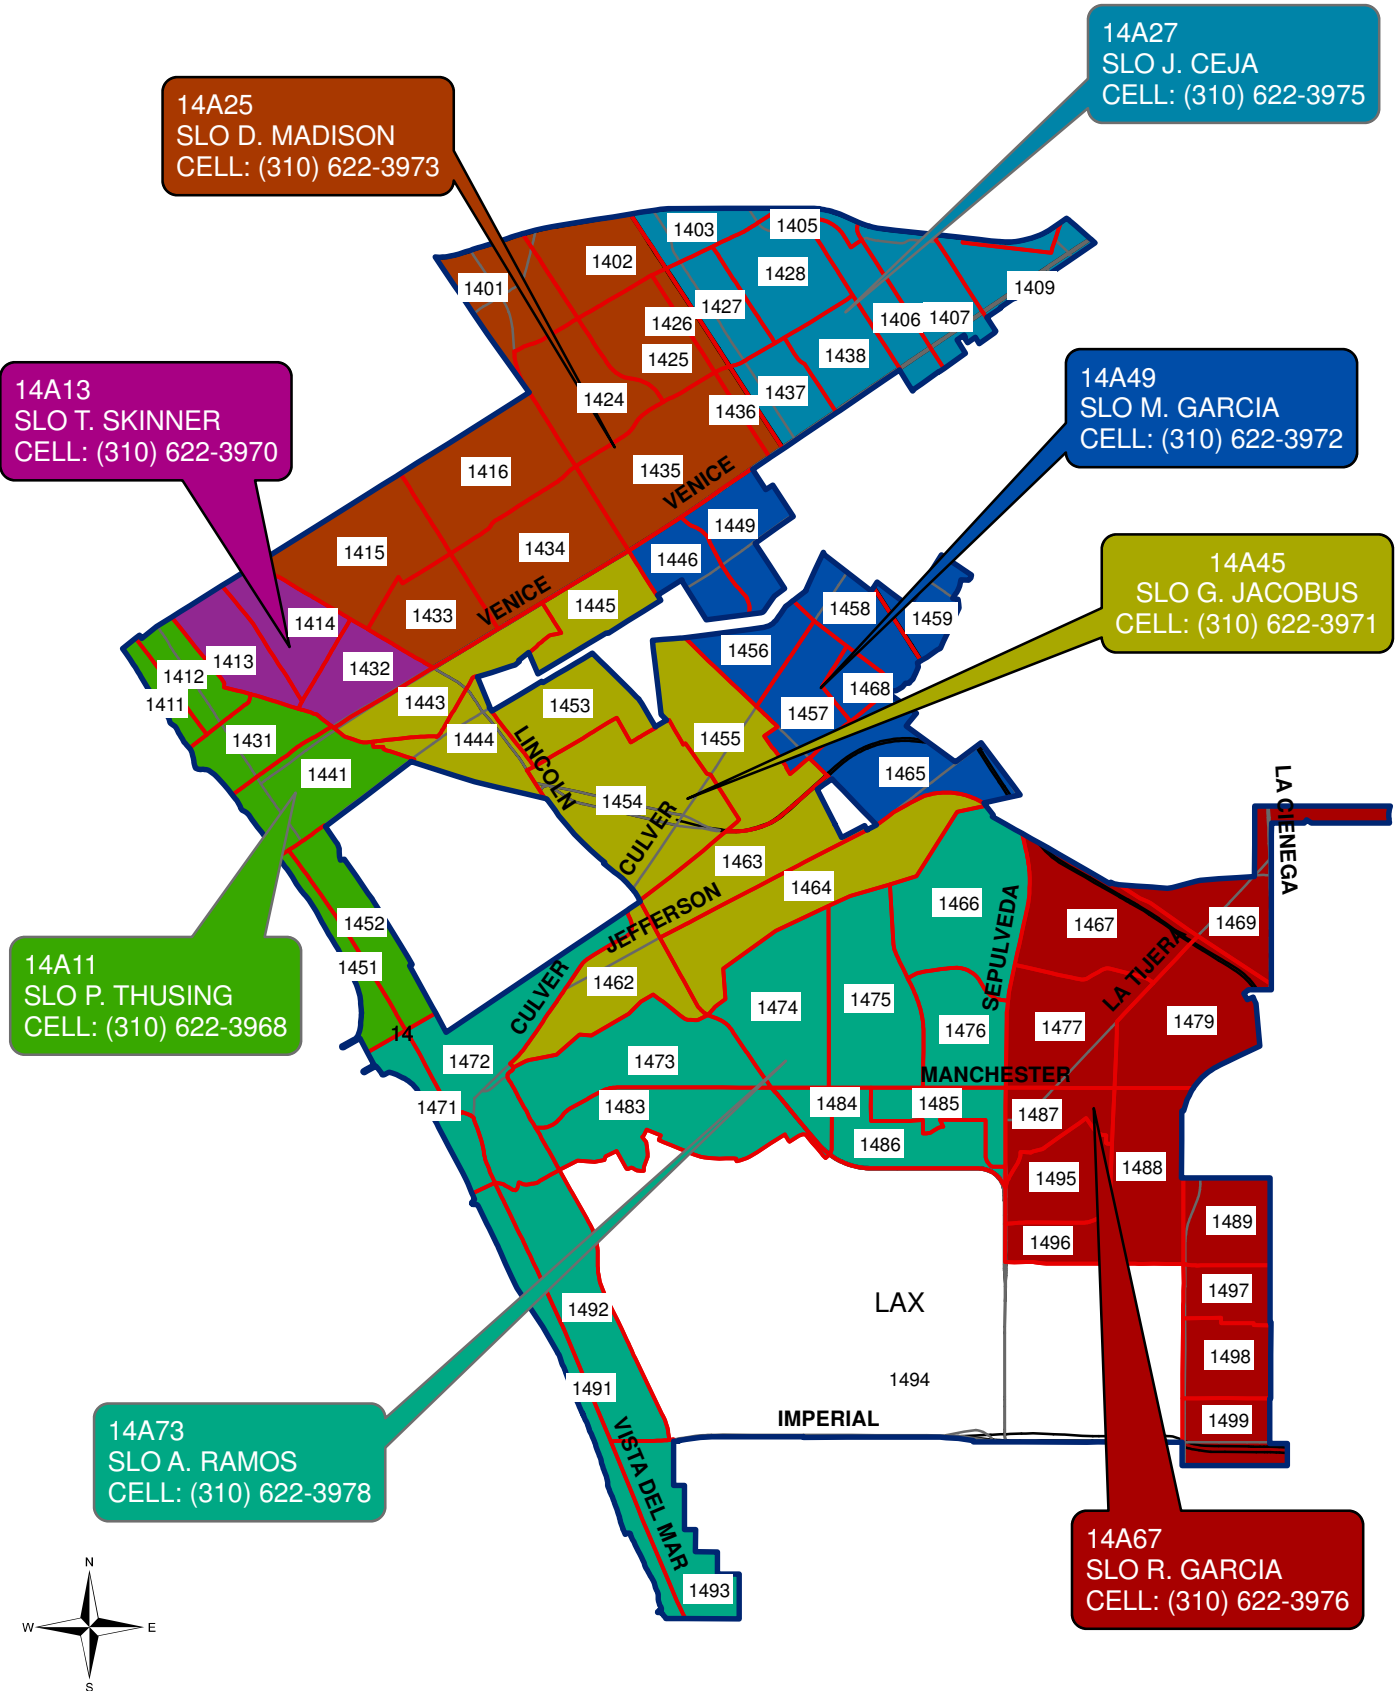 14A27
SLO J. CEJA
CELL: (310) 622-3975
14A25
SLO D. MADISON
CELL: (310) 622-3973
1403
1405
1402
1428
1401
1409
1427
1426
1406
1407
1425
1438
14A13
SLO T. SKINNER
CELL: (310) 622-3970
14A49
SLO M. GARCIA
CELL: (310) 622-3972
1437
1424
1436
1416
1435
VENICE
1449
1415
1434
1446
14A45
SLO G. JACOBUS
CELL: (310) 622-3971
VENICE
1445
1458
1459
1414
1433
1456
1413
1432
1412
1468
1411
1443
1453
1457
1431
1444
1455
LINCOLN
1441
1465
1454
CULVER
LA CIENEGA
1463
1464
JEFFERSON
1466
SEPULVEDA
1452
1467
1469
LA TIJERA
14A11
SLO P. THUSING
CELL: (310) 622-3968
1451
1462
CULVER
1474
1475
1476
1477
1479
14
1472
1473
MANCHESTER
1471
1483
1484
1485
1487
1486
1488
1495
1489
1496
1497
LAX
1492
1498
1494
1491
IMPERIAL
1499
14A73
SLO A. RAMOS
CELL: (310) 622-3978
VISTA DEL MAR
14A67
SLO R. GARCIA
CELL: (310) 622-3976
1493
N
W
E
S